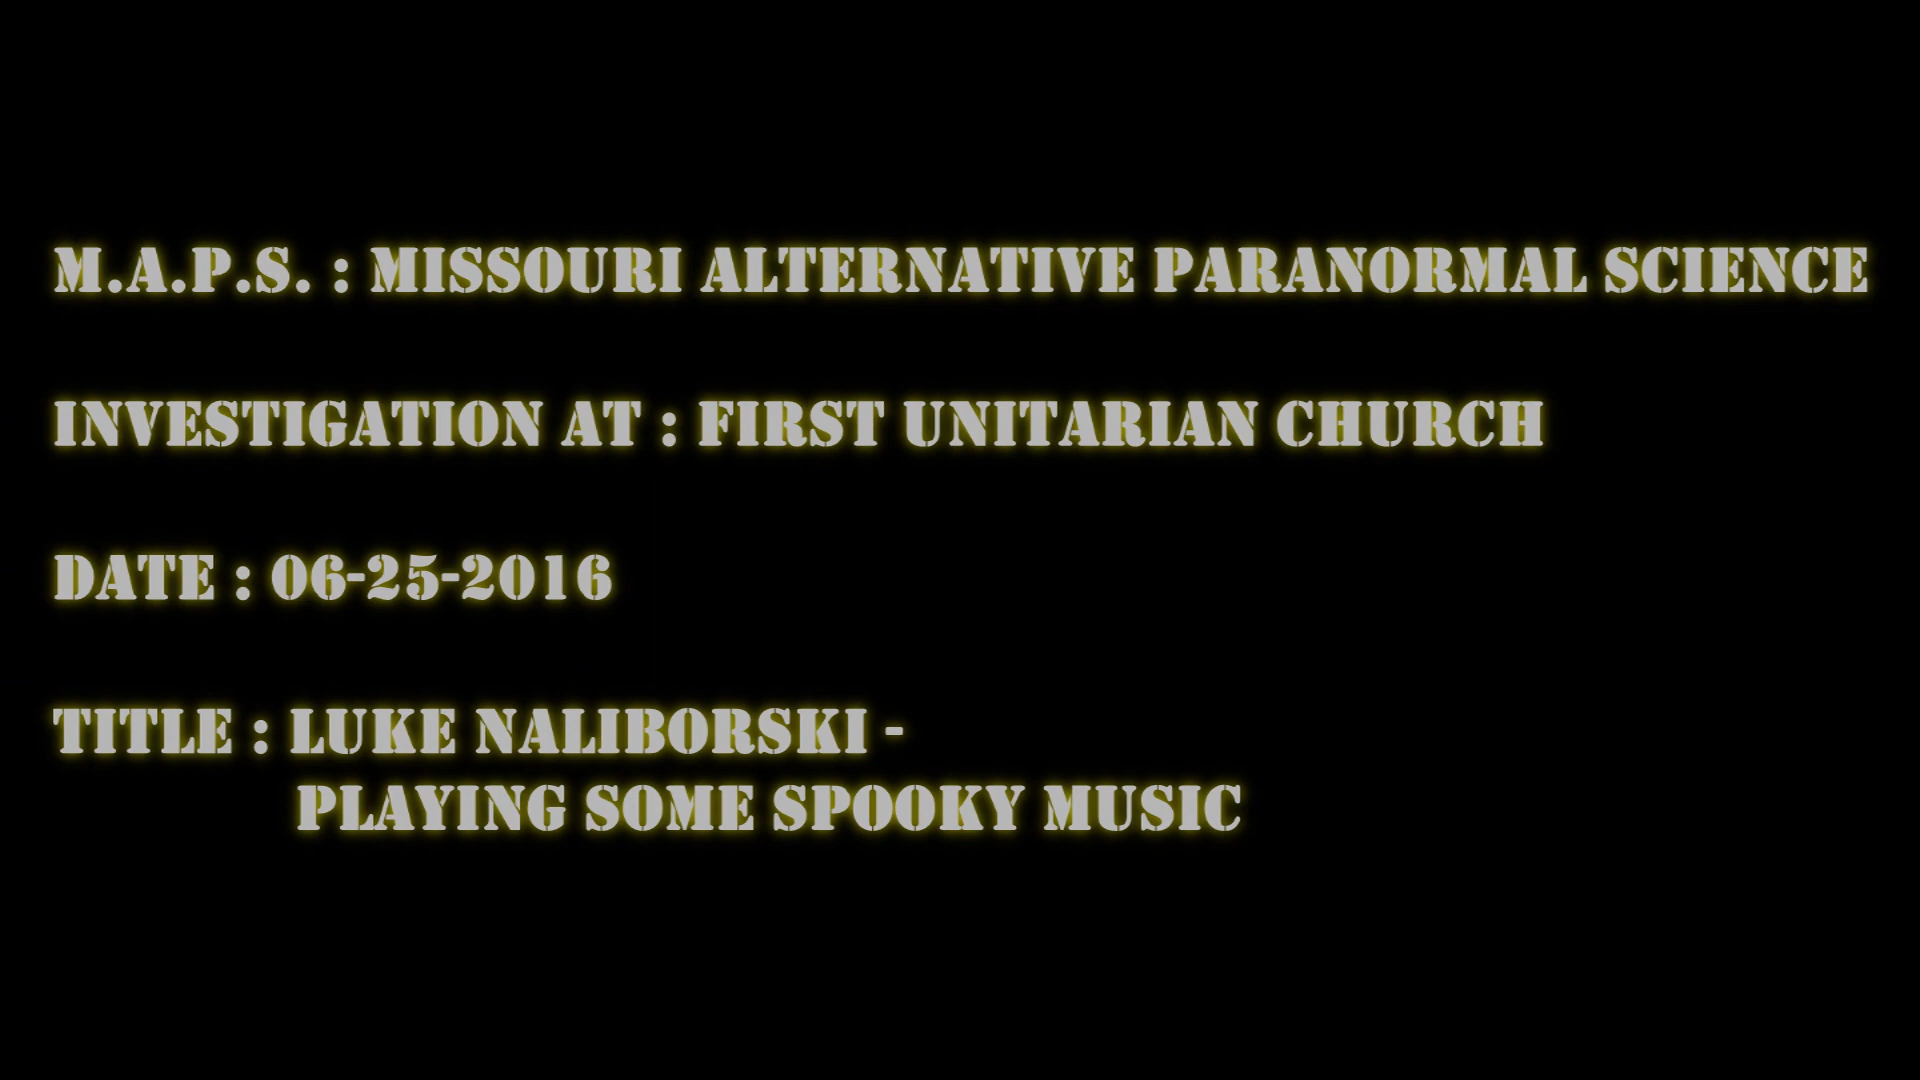 M.A.P.S. : MISSOURI ALTERNATIVE PARANORMAL SCIENCE
INVESTIGATION AT : FIRST UNITARIAN CHURCH
DATE : 06-25-2016
TITLE : LUKE NALIBORSKI -
PLAYING SOME SPOOKY MUSIC